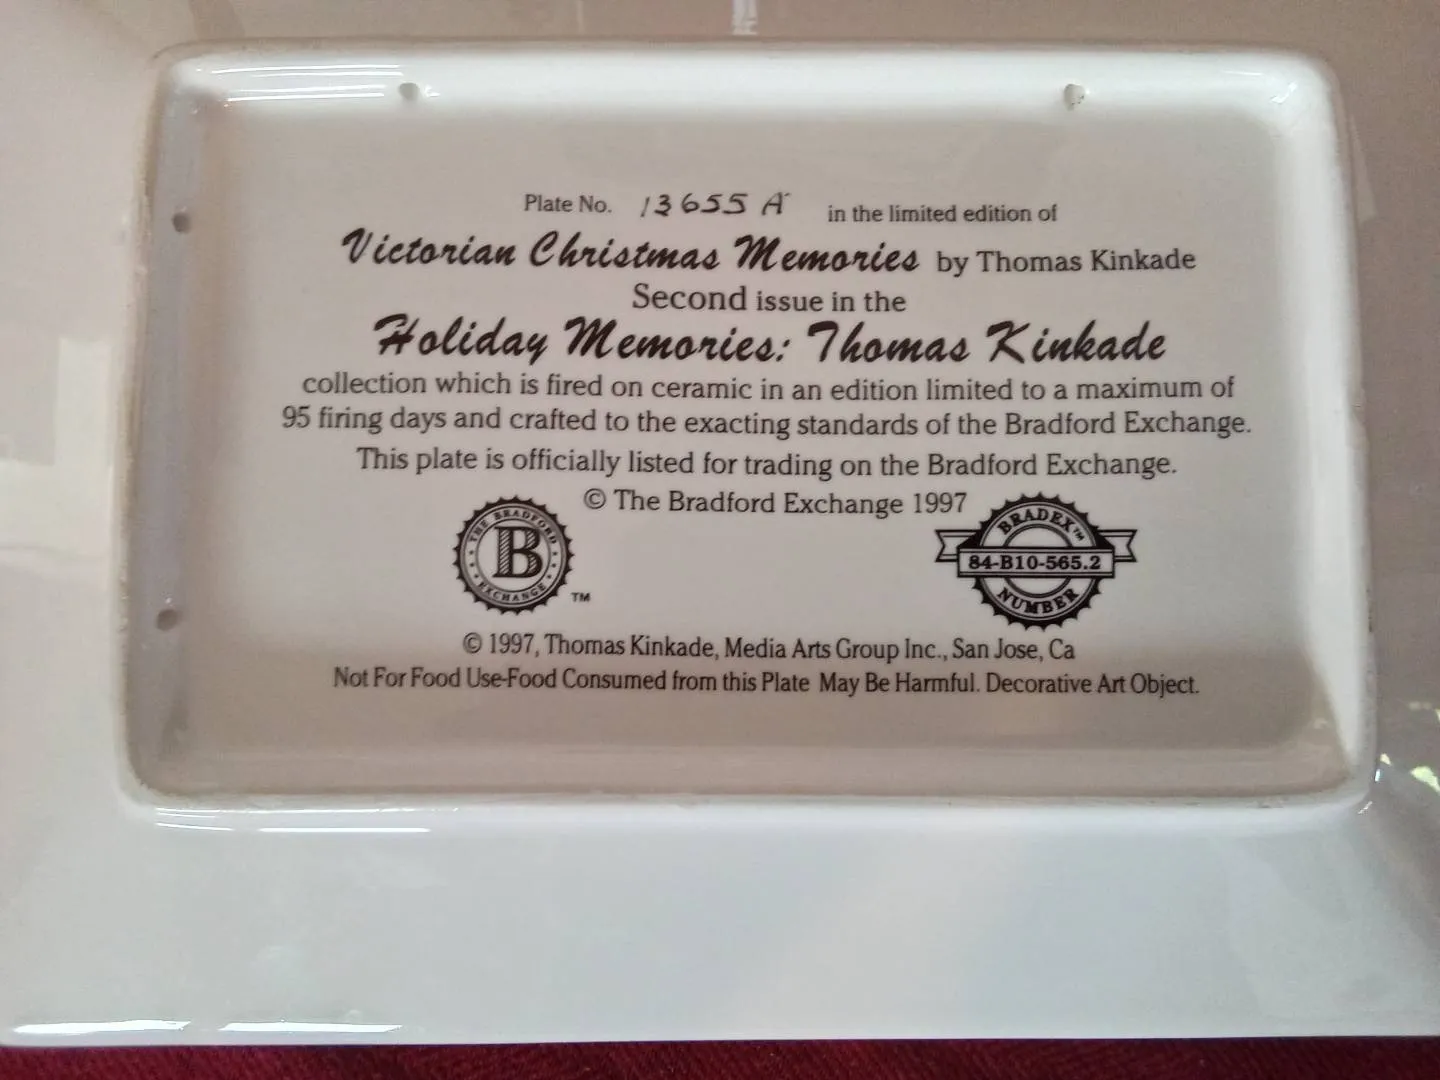 Plate No. 13655 A in the limited edition of
Victorian Christmas Memories by Thomas Kinkade
Second issue in the
Holiday Memories: Thomas Kinkade
collection which is fired on ceramic in an edition limited to a maximum of
95 firing days and crafted to the exacting standards of the Bradford Exchange.
This plate is officially listed for trading on the Bradford Exchange.
© The Bradford Exchange 1997
THE BRADFORD
B
EXCHANGE
TM
BRADEX™
84-B10-565.2
NUMBER
© 1997, Thomas Kinkade, Media Arts Group Inc., San Jose, Ca
Not For Food Use-Food Consumed from this Plate May Be Harmful. Decorative Art Object.